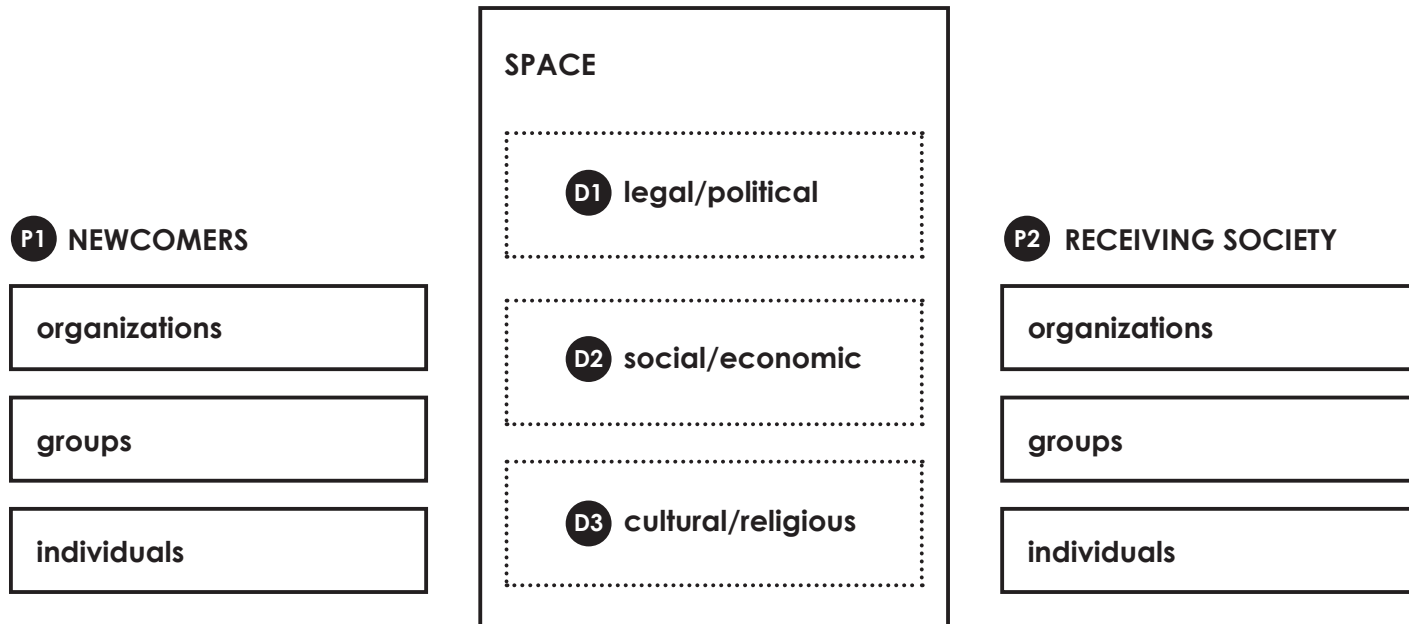 SPACE
D1 legal/political
D2 social/economic
D3 cultural/religious
P1 NEWCOMERS
organizations
groups
individuals
P2 RECEIVING SOCIETY
organizations
groups
individuals